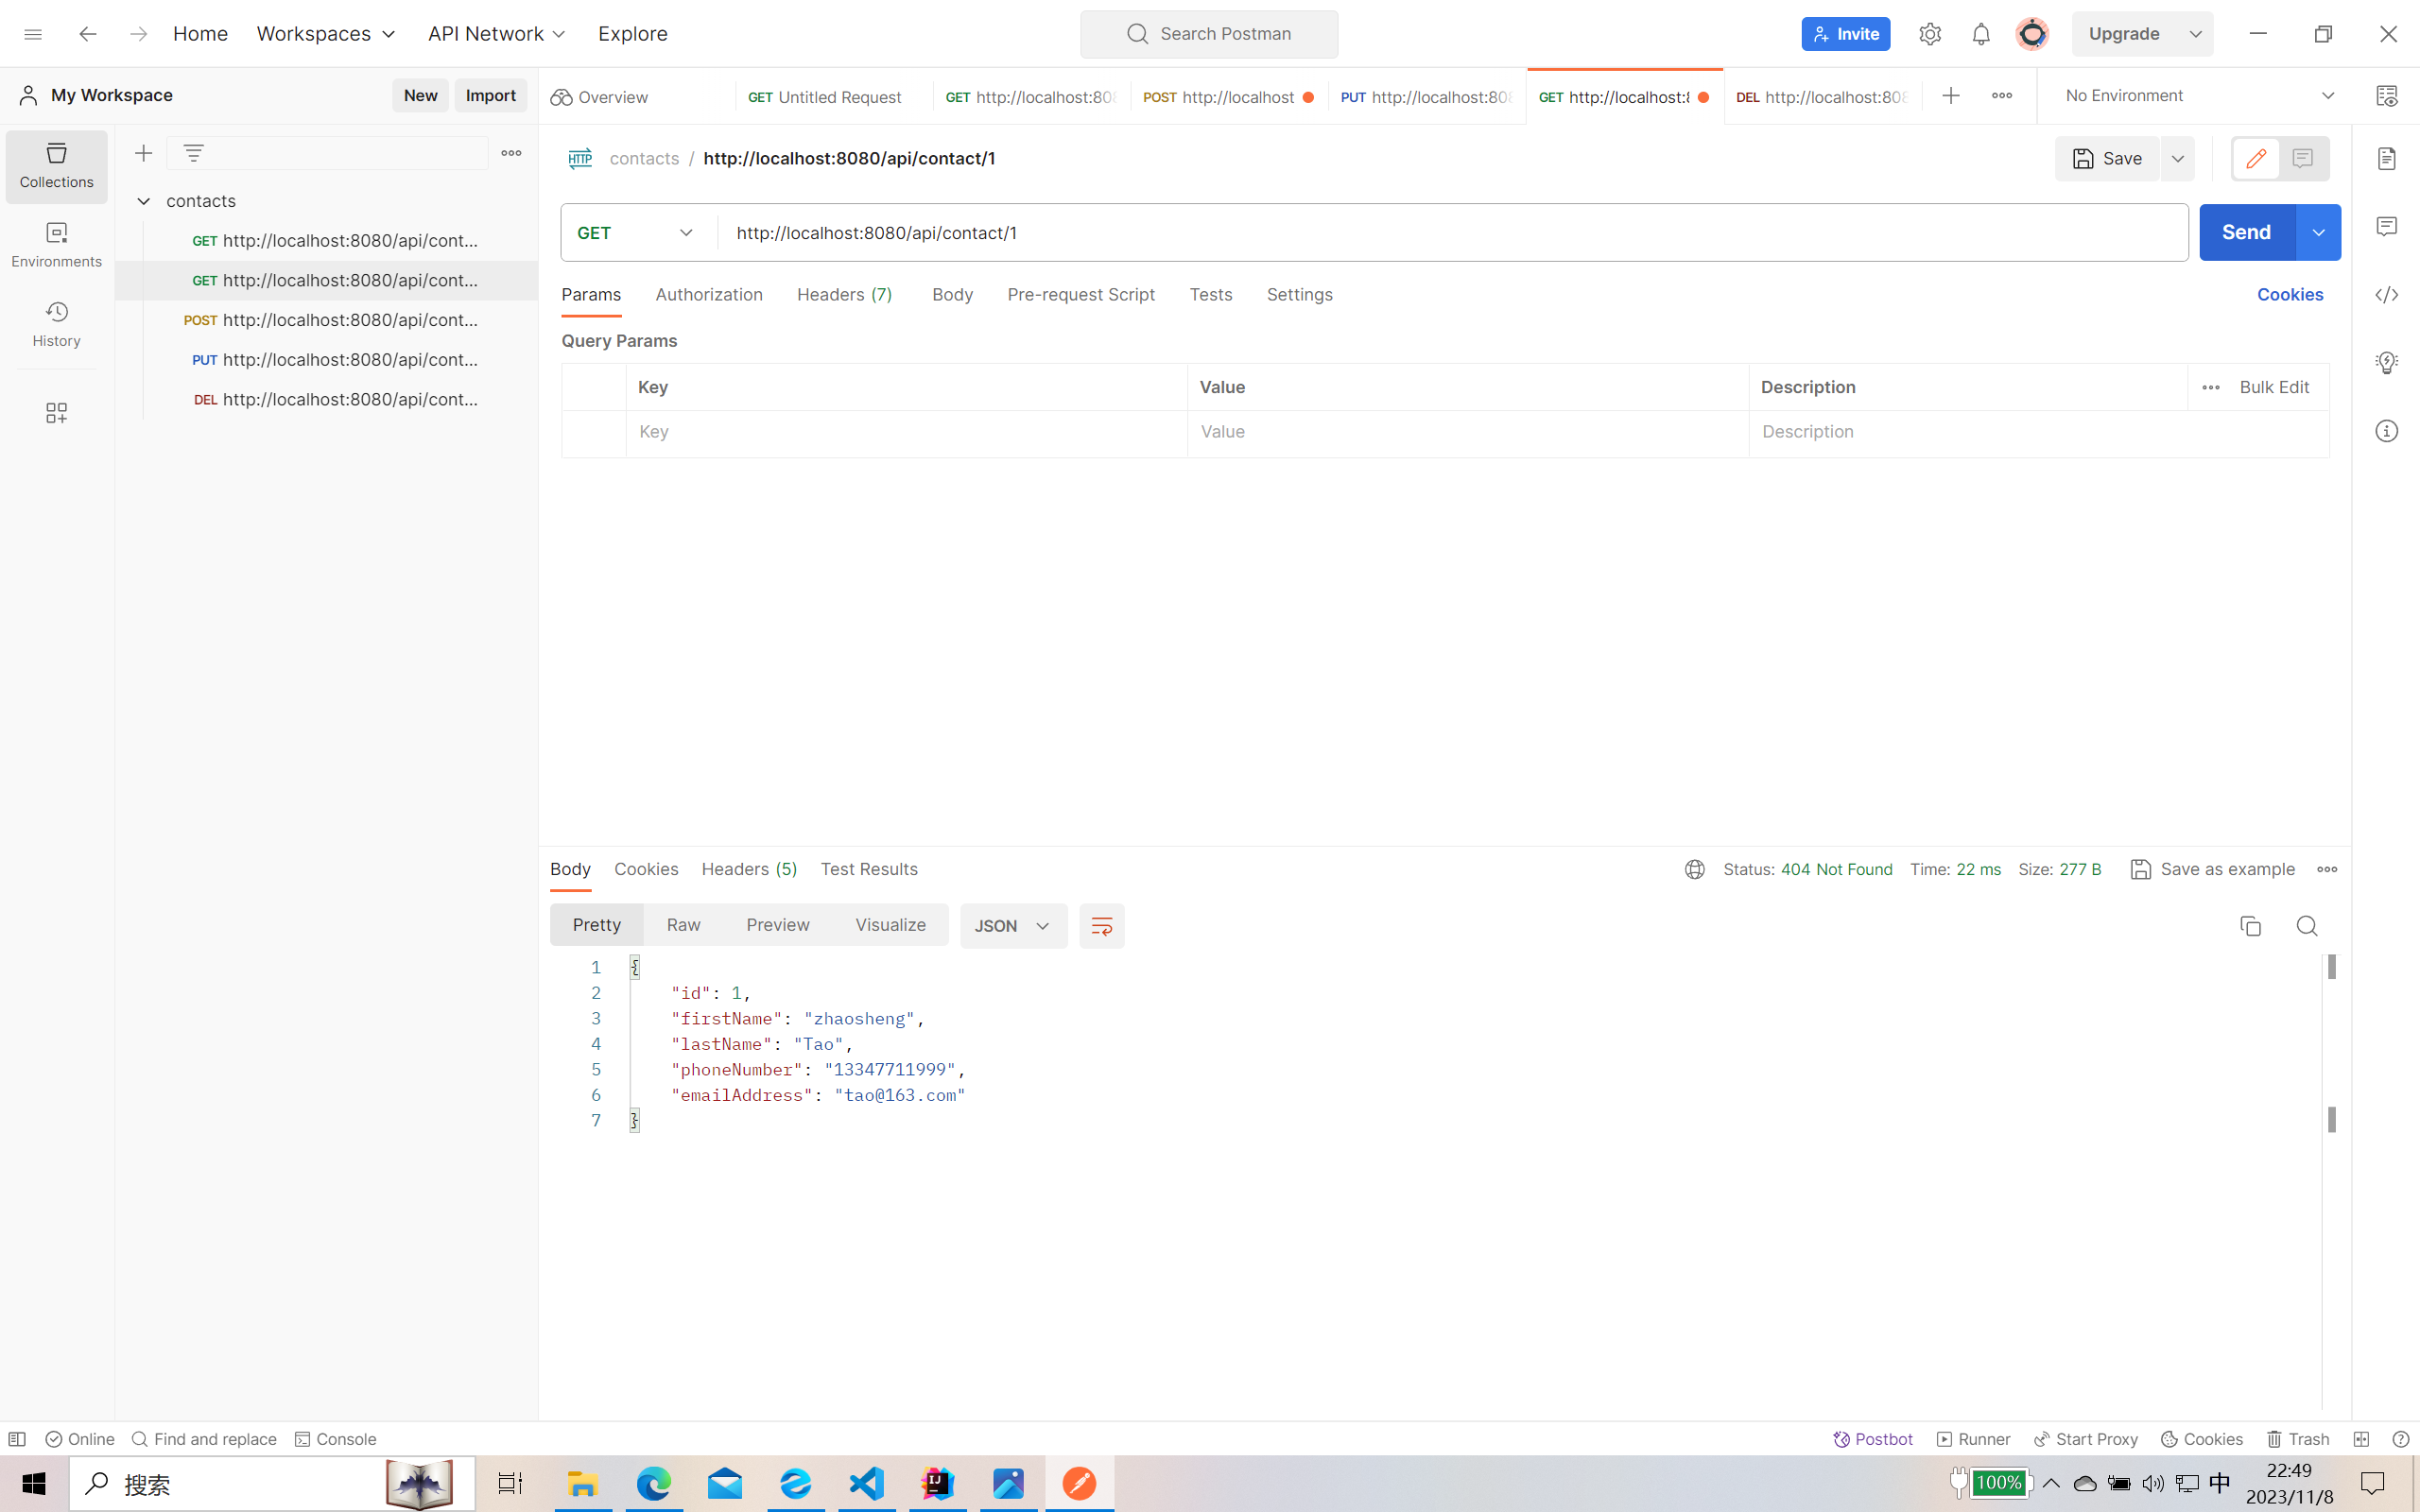 Home Workspaces API Network Explore Search Postman Invite Upgrade
My Workspace New Import Overview GET Untitled Request GET http://localhost:808 POST http://localhost PUT http://localhost:808 GET http://localhost:8 DEL http://localhost:808 No Environment
Collections
Environments
History
contacts
GET http://localhost:8080/api/cont...
GET http://localhost:8080/api/cont...
POST http://localhost:8080/api/cont...
PUT http://localhost:8080/api/cont...
DEL http://localhost:8080/api/cont...
HTTP contacts / http://localhost:8080/api/contact/1 Save
GET http://localhost:8080/api/contact/1 Send
Params Authorization Headers (7) Body Pre-request Script Tests Settings Cookies
Query Params
Key Value Description Bulk Edit
Key Value Description
Body Cookies Headers (5) Test Results Status: 404 Not Found Time: 22 ms Size: 277 B Save as example
Pretty Raw Preview Visualize JSON
1 {
2 "id": 1,
3 "firstName": "zhaosheng",
4 "lastName": "Tao",
5 "phoneNumber": "13347711999",
6 "emailAddress": "tao@163.com"
7 }
Online Find and replace Console Postbot Runner Start Proxy Cookies Trash
搜索 IJ 100% 中 22:49
2023/11/8